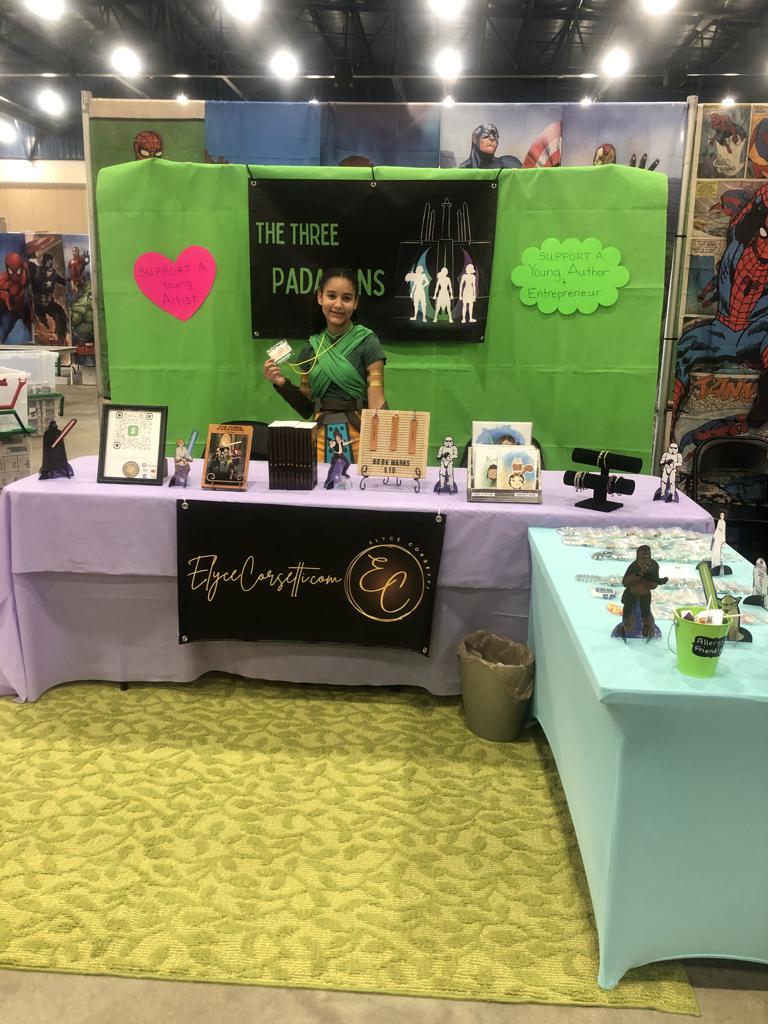 THE THREE
PADA
NS
SUPPORT A
Young
Artist!
SUPPORT A
Young Author
+
Entrepreneur
BOOK MARKS
$10
ElyceCorsetti.com
ELYCE CORSETTI
EC
Allergy
Friendly